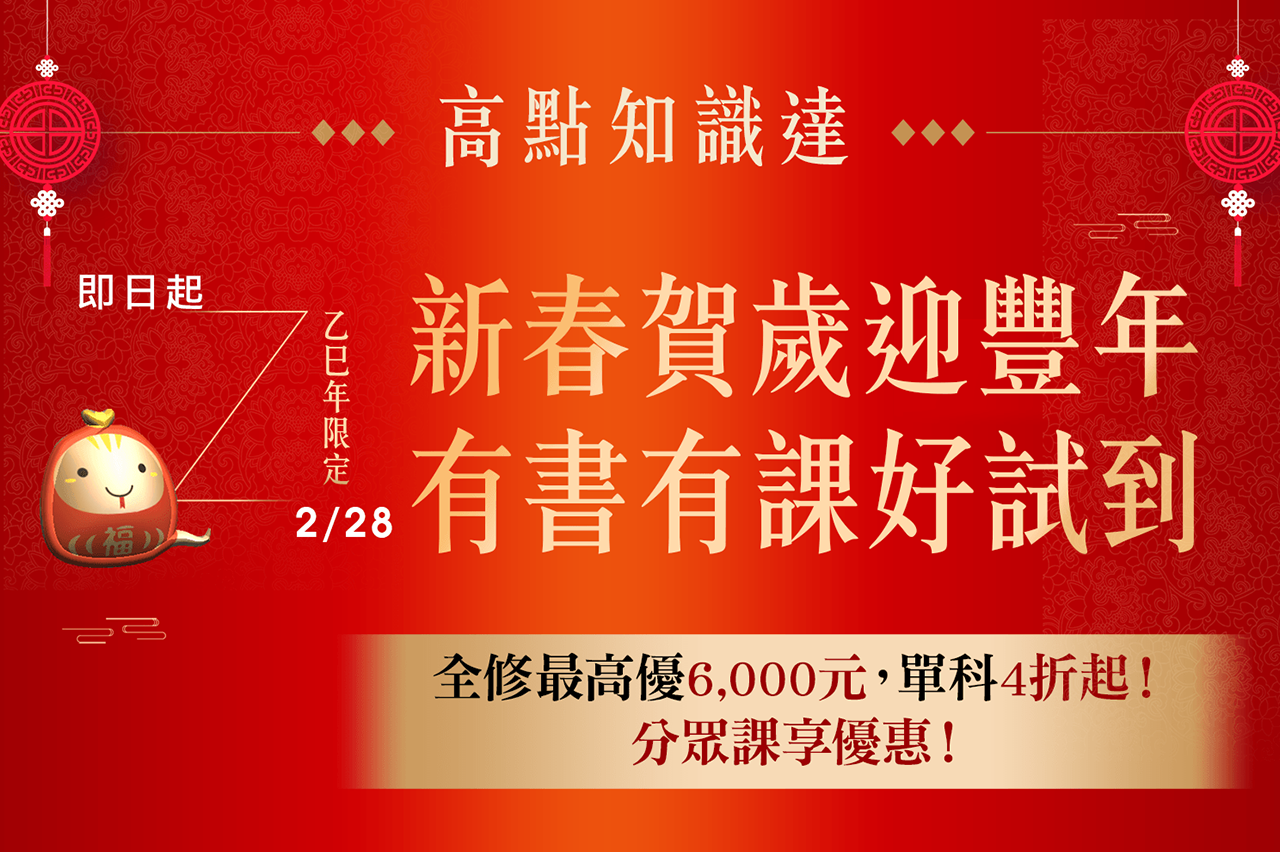 高點知識達
即日起
乙巳年限定
2/28
新春賀歲迎豐年
有書有課好試到
福
全修最高優6,000元，單科4折起！
分眾課享優惠！